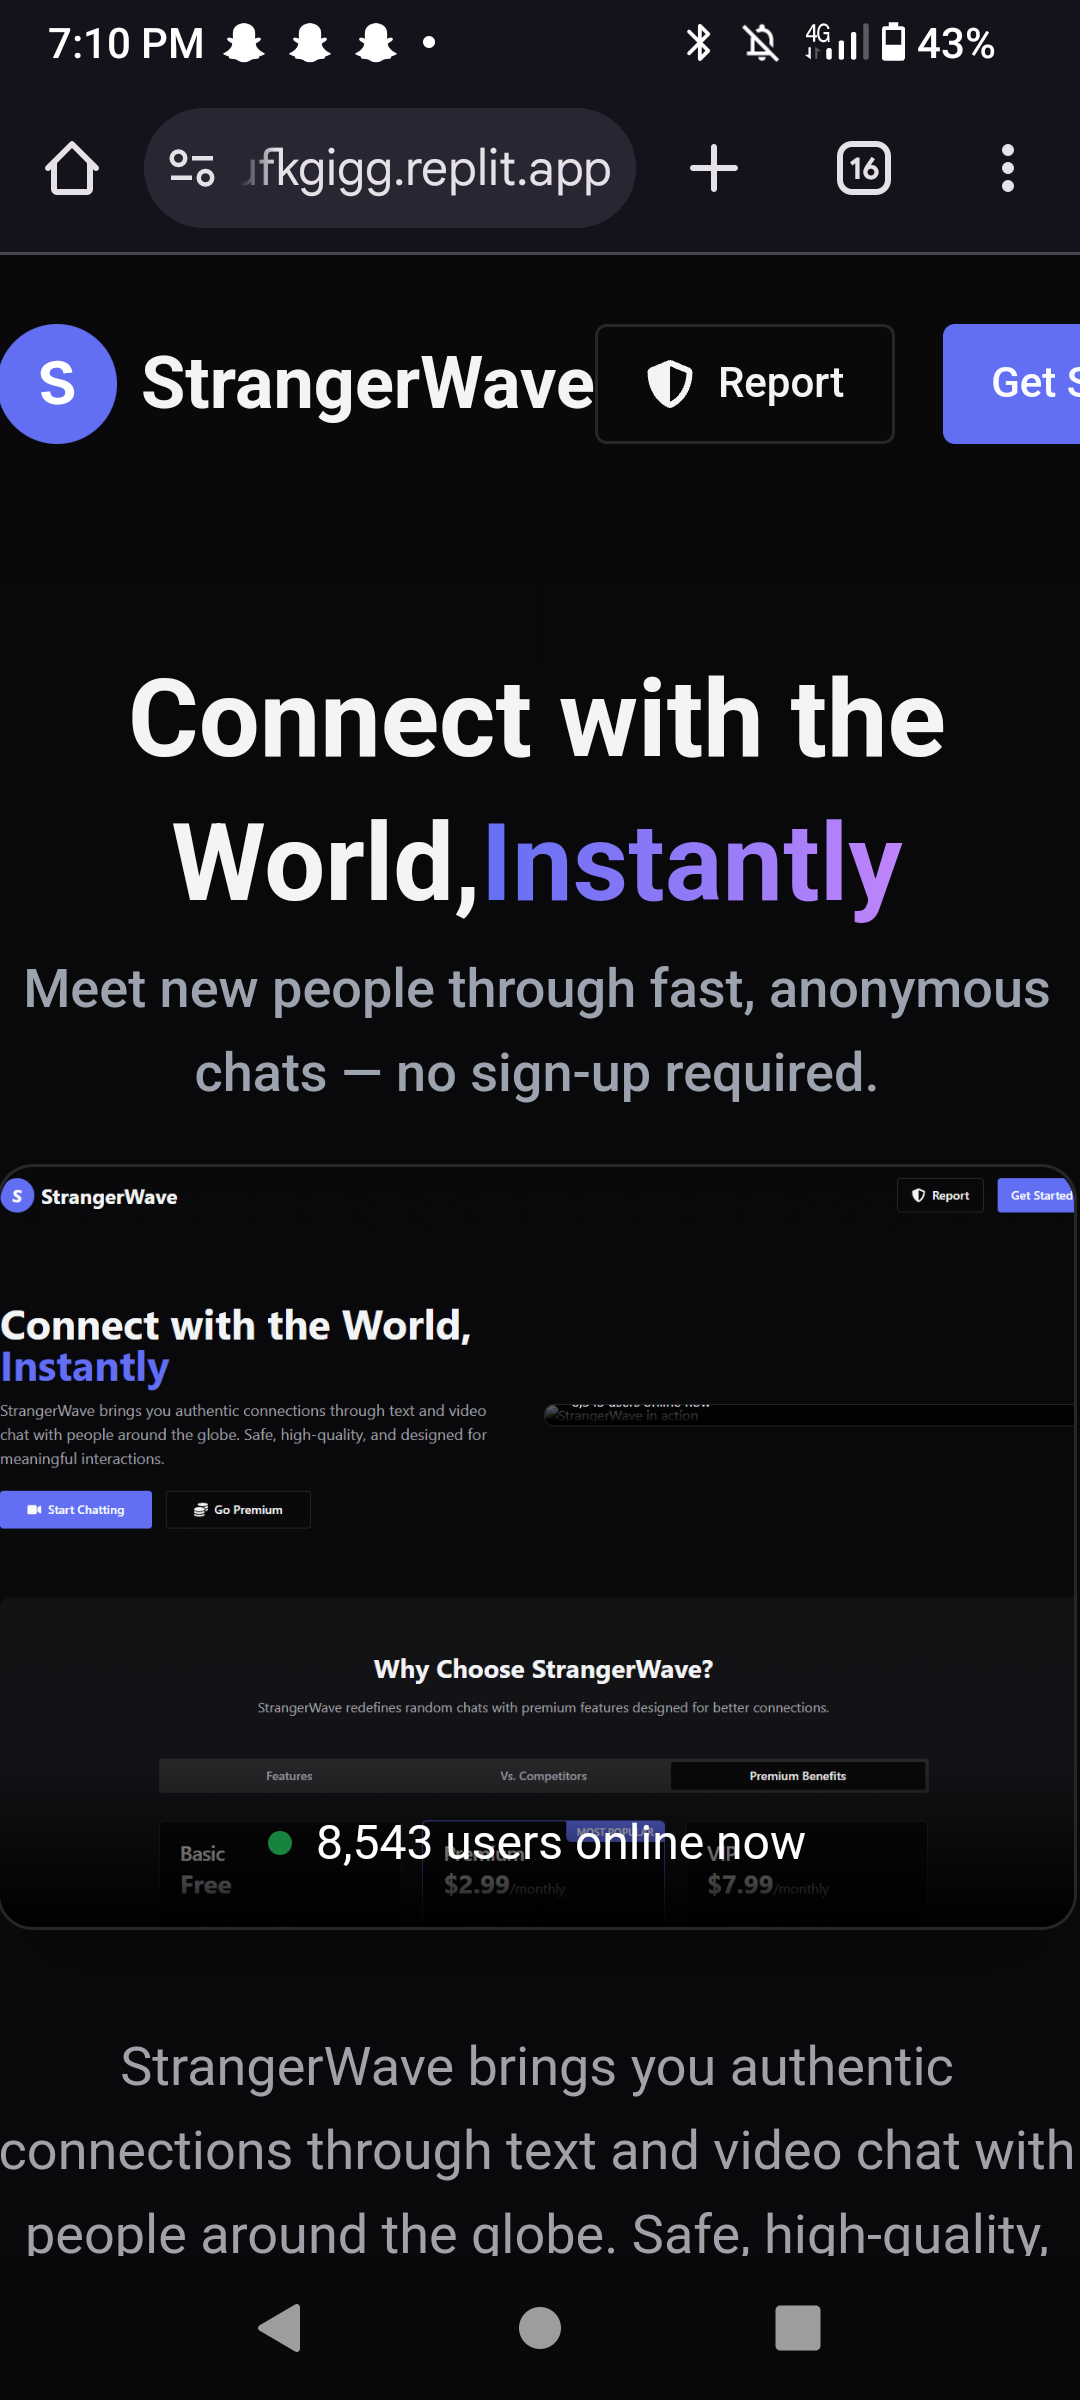 7:10 PM
4G
43%
fkgigg.replit.app
16
S
StrangerWave
Report
Get S
Connect with the
World,Instantly
Meet new people through fast, anonymous
chats — no sign-up required.
S
StrangerWave
Report
Get Started
Connect with the World,
Instantly
StrangerWave brings you authentic connections through text and video
chat with people around the globe. Safe, high-quality, and designed for
meaningful interactions.
8,543 users online now
StrangerWave in action
Start Chatting
Go Premium
Why Choose StrangerWave?
StrangerWave redefines random chats with premium features designed for better connections.
Features
Vs. Competitors
Premium Benefits
MOST POPULAR
8,543 users online now
Basic
Premium
VIP
Free
$2.99/monthly
$7.99/monthly
StrangerWave brings you authentic
connections through text and video chat with
people around the globe. Safe, high-quality,